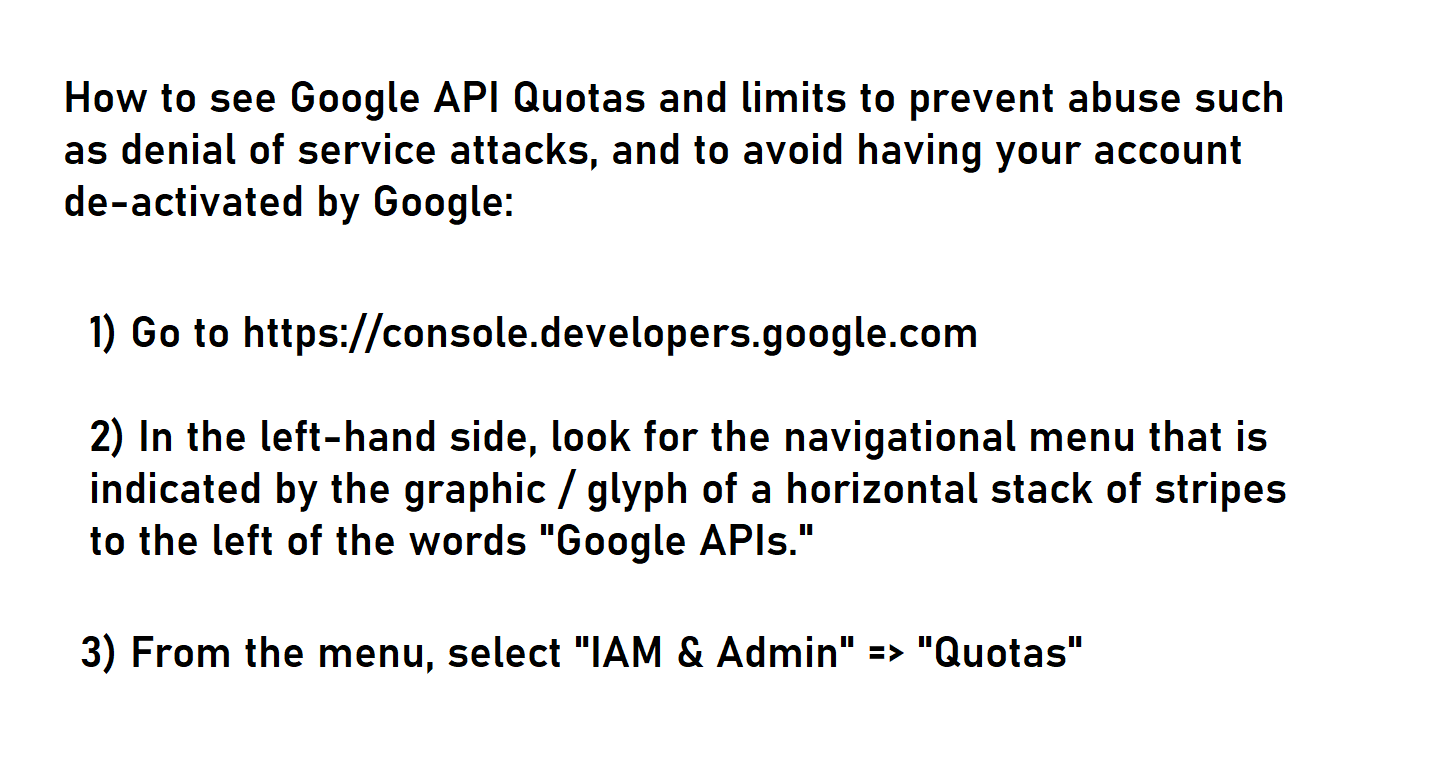 How to see Google API Quotas and limits to prevent abuse such
as denial of service attacks, and to avoid having your account
de-activated by Google:
1) Go to https://console.developers.google.com
2) In the left-hand side, look for the navigational menu that is
indicated by the graphic / glyph of a horizontal stack of stripes
to the left of the words "Google APIs."
3) From the menu, select "IAM & Admin" => "Quotas"